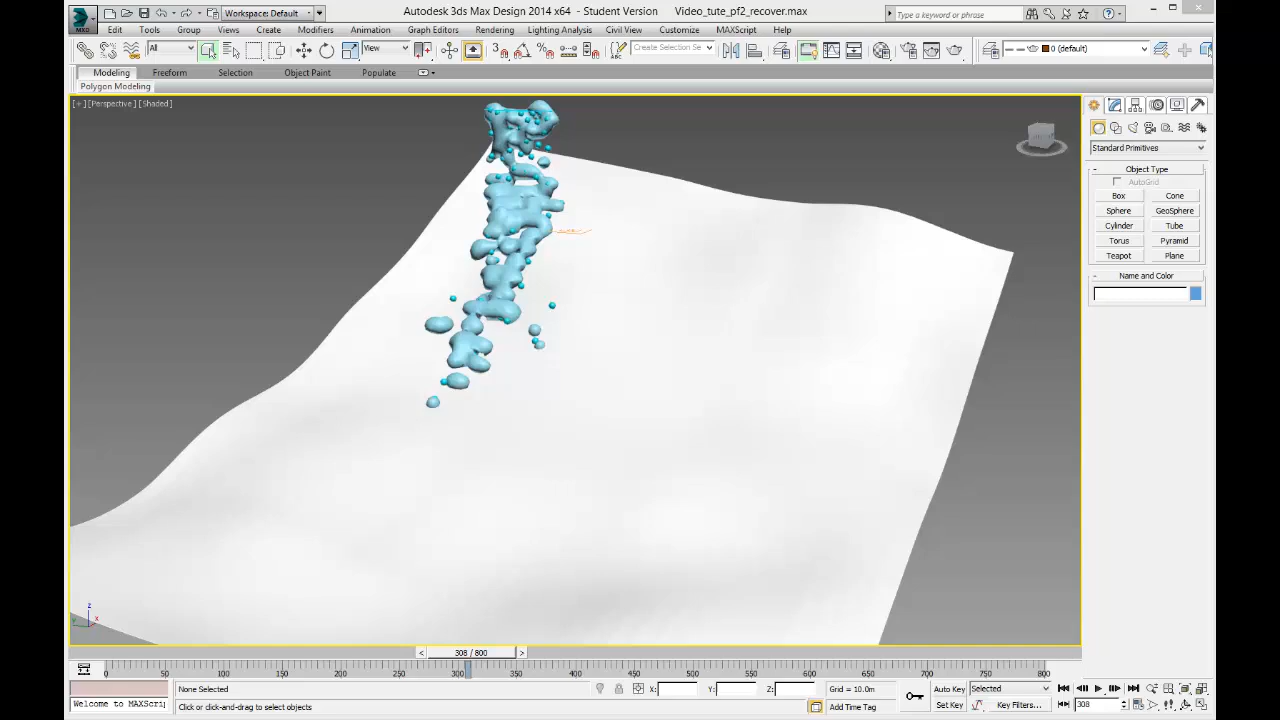 MXD
Workspace: Default
Autodesk 3ds Max Design 2014 x64 - Student Version Video_tute_pf2_recover.max
Type a keyword or phrase
Edit Tools Group Views Create Modifiers Animation Graph Editors Rendering Lighting Analysis Civil View Customize MAXScript Help
All
View
3
Create Selection Se
0 (default)
Modeling Freeform Selection Object Paint Populate
Polygon Modeling
[+][Perspective][Shaded]
Standard Primitives
- Object Type
AutoGrid
Box Cone
Sphere GeoSphere
Cylinder Tube
Torus Pyramid
Teapot Plane
- Name and Color
z
x
y
< 308 / 800 >
0 50 100 150 200 250 300 350 400 450 500 550 600 650 700 750 800
None Selected
X: Y: Z:
Grid = 10.0m
Auto Key Selected
Welcome to MAXScrip
Click or click-and-drag to select objects
Add Time Tag
Set Key Key Filters...
308